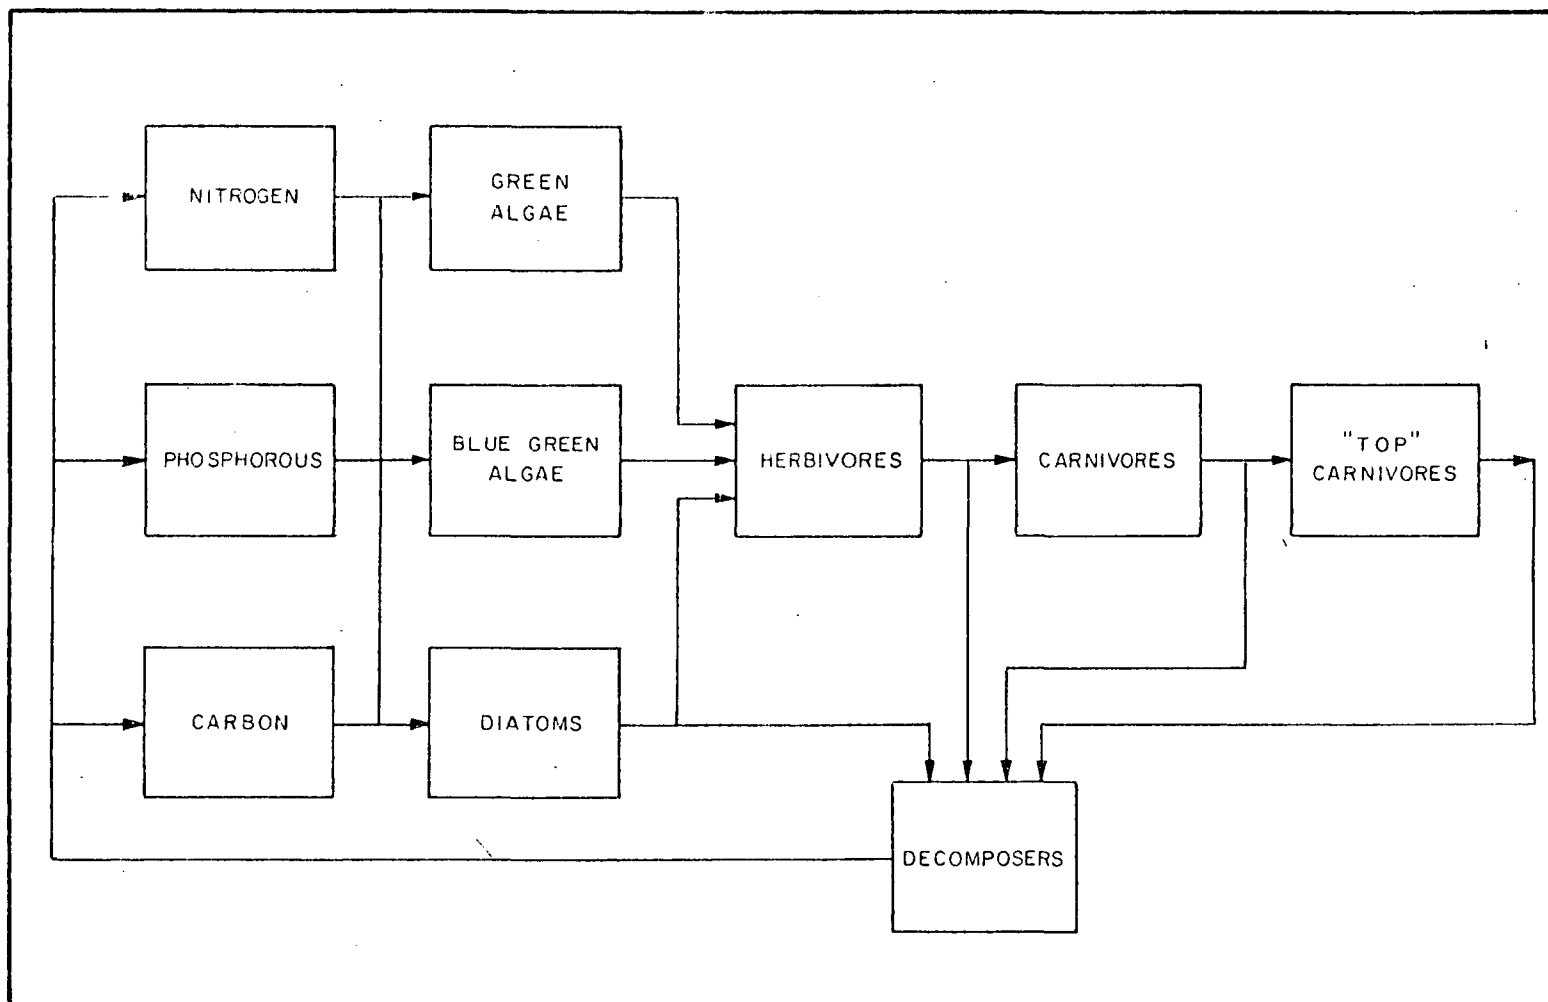 NITROGEN
GREEN
ALGAE
PHOSPHOROUS
BLUE GREEN
ALGAE
HERBIVORES
CARNIVORES
"TOP"
CARNIVORES
CARBON
DIATOMS
DECOMPOSERS